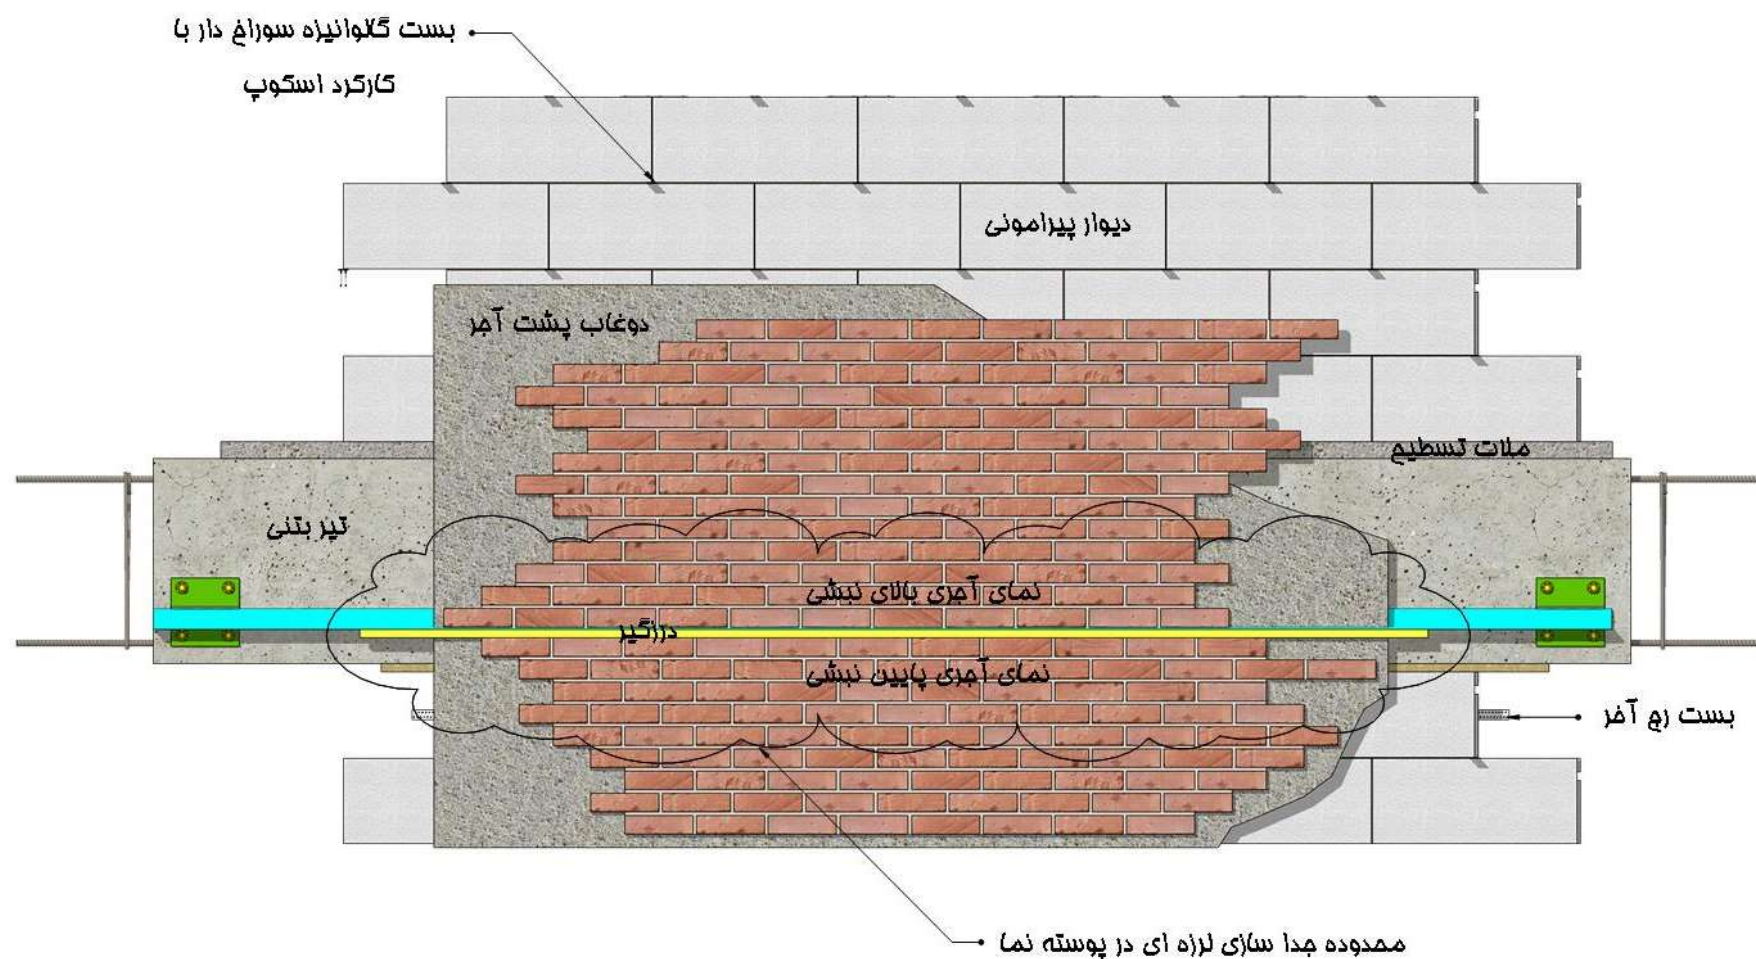 بست گالوانیزه سوراخ دار با
کارکرد اسکوپ
دیوار پیرامونی
دوغاب پشت آجر
ملات تسطیح
تیر بتنی
نمای آجری بالای نبشی
درزگیر
نمای آجری پایین نبشی
بست رج آخر
محدوده جدا سازی لرزه ای در پوسته نما